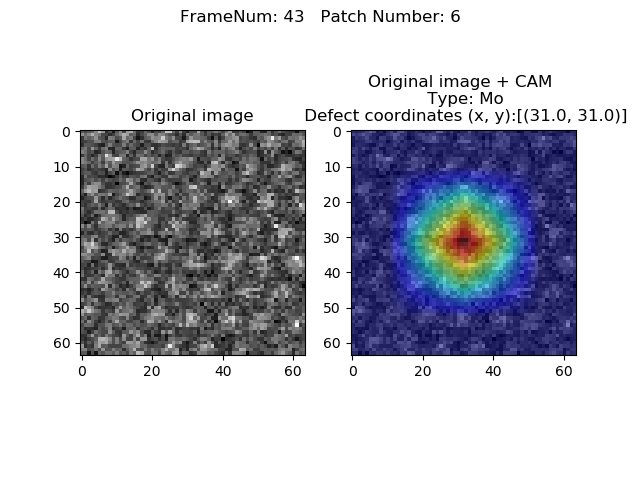 FrameNum: 43   Patch Number: 6
Original image
0
10
20
30
40
50
60
0 20 40 60
Original image + CAM
Type: Mo
Defect coordinates (x, y):[(31.0, 31.0)]
0
10
20
30
40
50
60
0 20 40 60